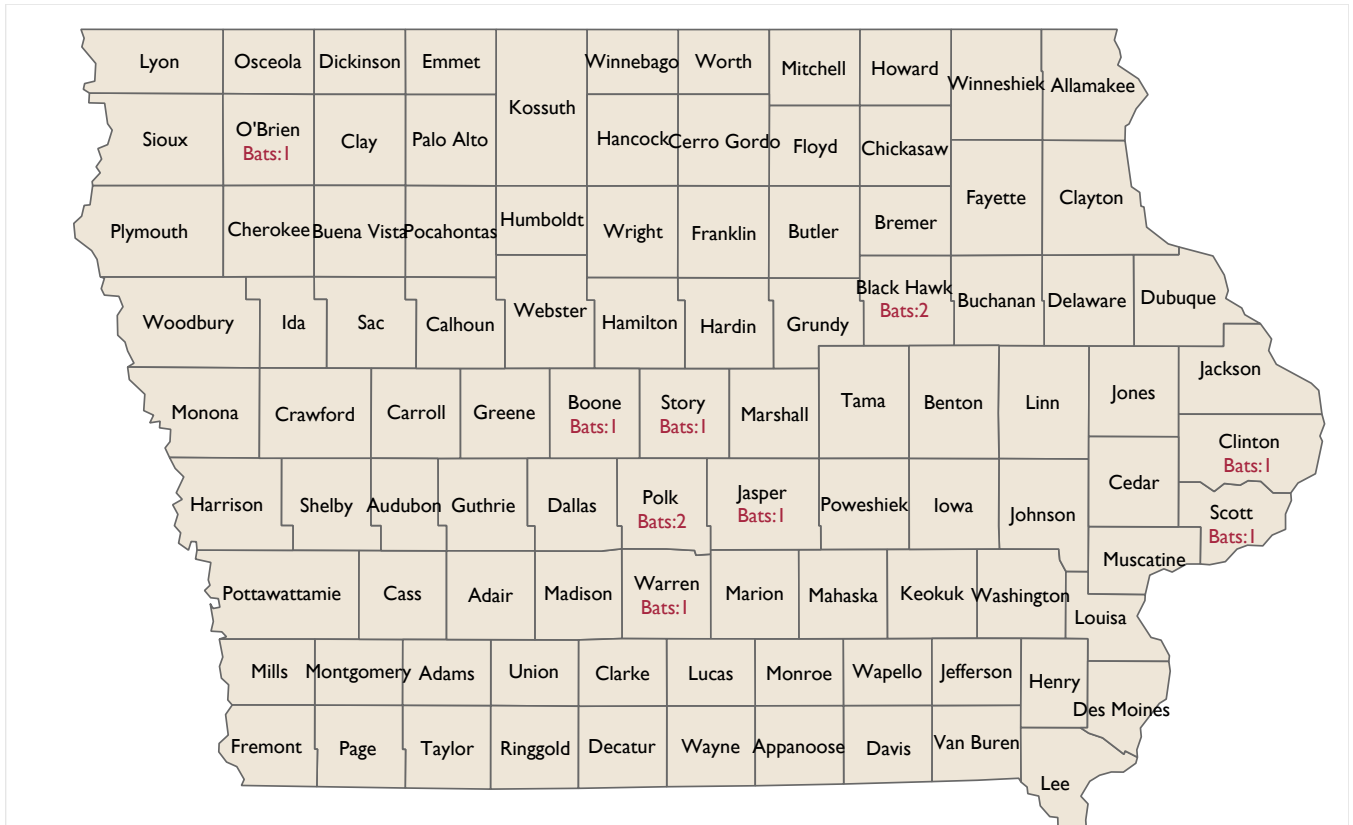 Lyon
Osceola
Dickinson
Emmet
Kossuth
Winnebago
Worth
Mitchell
Howard
Winneshiek
Allamakee
Sioux
O'Brien
Bats:1
Clay
Palo Alto
Hancock
Cerro Gordo
Floyd
Chickasaw
Plymouth
Cherokee
Buena Vista
Pocahontas
Humboldt
Wright
Franklin
Butler
Bremer
Fayette
Clayton
Woodbury
Ida
Sac
Calhoun
Webster
Hamilton
Hardin
Grundy
Black Hawk
Bats:2
Buchanan
Delaware
Dubuque
Monona
Crawford
Carroll
Greene
Boone
Bats:1
Story
Bats:1
Marshall
Tama
Benton
Linn
Jones
Jackson
Clinton
Bats:1
Harrison
Shelby
Audubon
Guthrie
Dallas
Polk
Bats:2
Jasper
Bats:1
Poweshiek
Iowa
Johnson
Cedar
Scott
Bats:1
Muscatine
Pottawattamie
Cass
Adair
Madison
Warren
Bats:1
Marion
Mahaska
Keokuk
Washington
Louisa
Mills
Montgomery
Adams
Union
Clarke
Lucas
Monroe
Wapello
Jefferson
Henry
Des Moines
Fremont
Page
Taylor
Ringgold
Decatur
Wayne
Appanoose
Davis
Van Buren
Lee